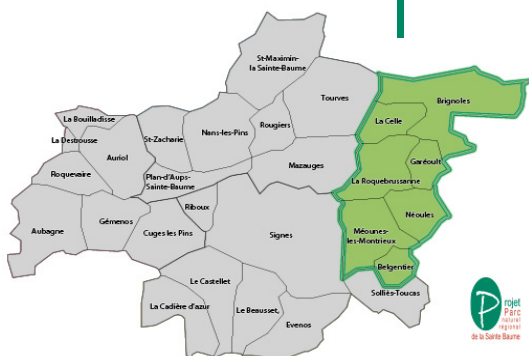 St-Maximin-
la Sainte-Baume
Tourves
Brignoles
La Celle
La Bouilladisse
La Destrousse
St-Zacharie
Nans-les-Pins
Rougiers
Auriol
Garéoult
Mazaugues
Roquevaire
Plan-d'Aups-
Sainte-Baume
La Roquebrussanne
Riboux
Néoules
Aubagne
Gémenos
Cuges les Pins
Signes
Méounes-
les-Montrieux
Belgentier
Le Castellet
Solliès-Toucas
La Cadière d'azur
Le Beausset,
Evenos
Projet
Parc
naturel
régional
de la Sainte Baume